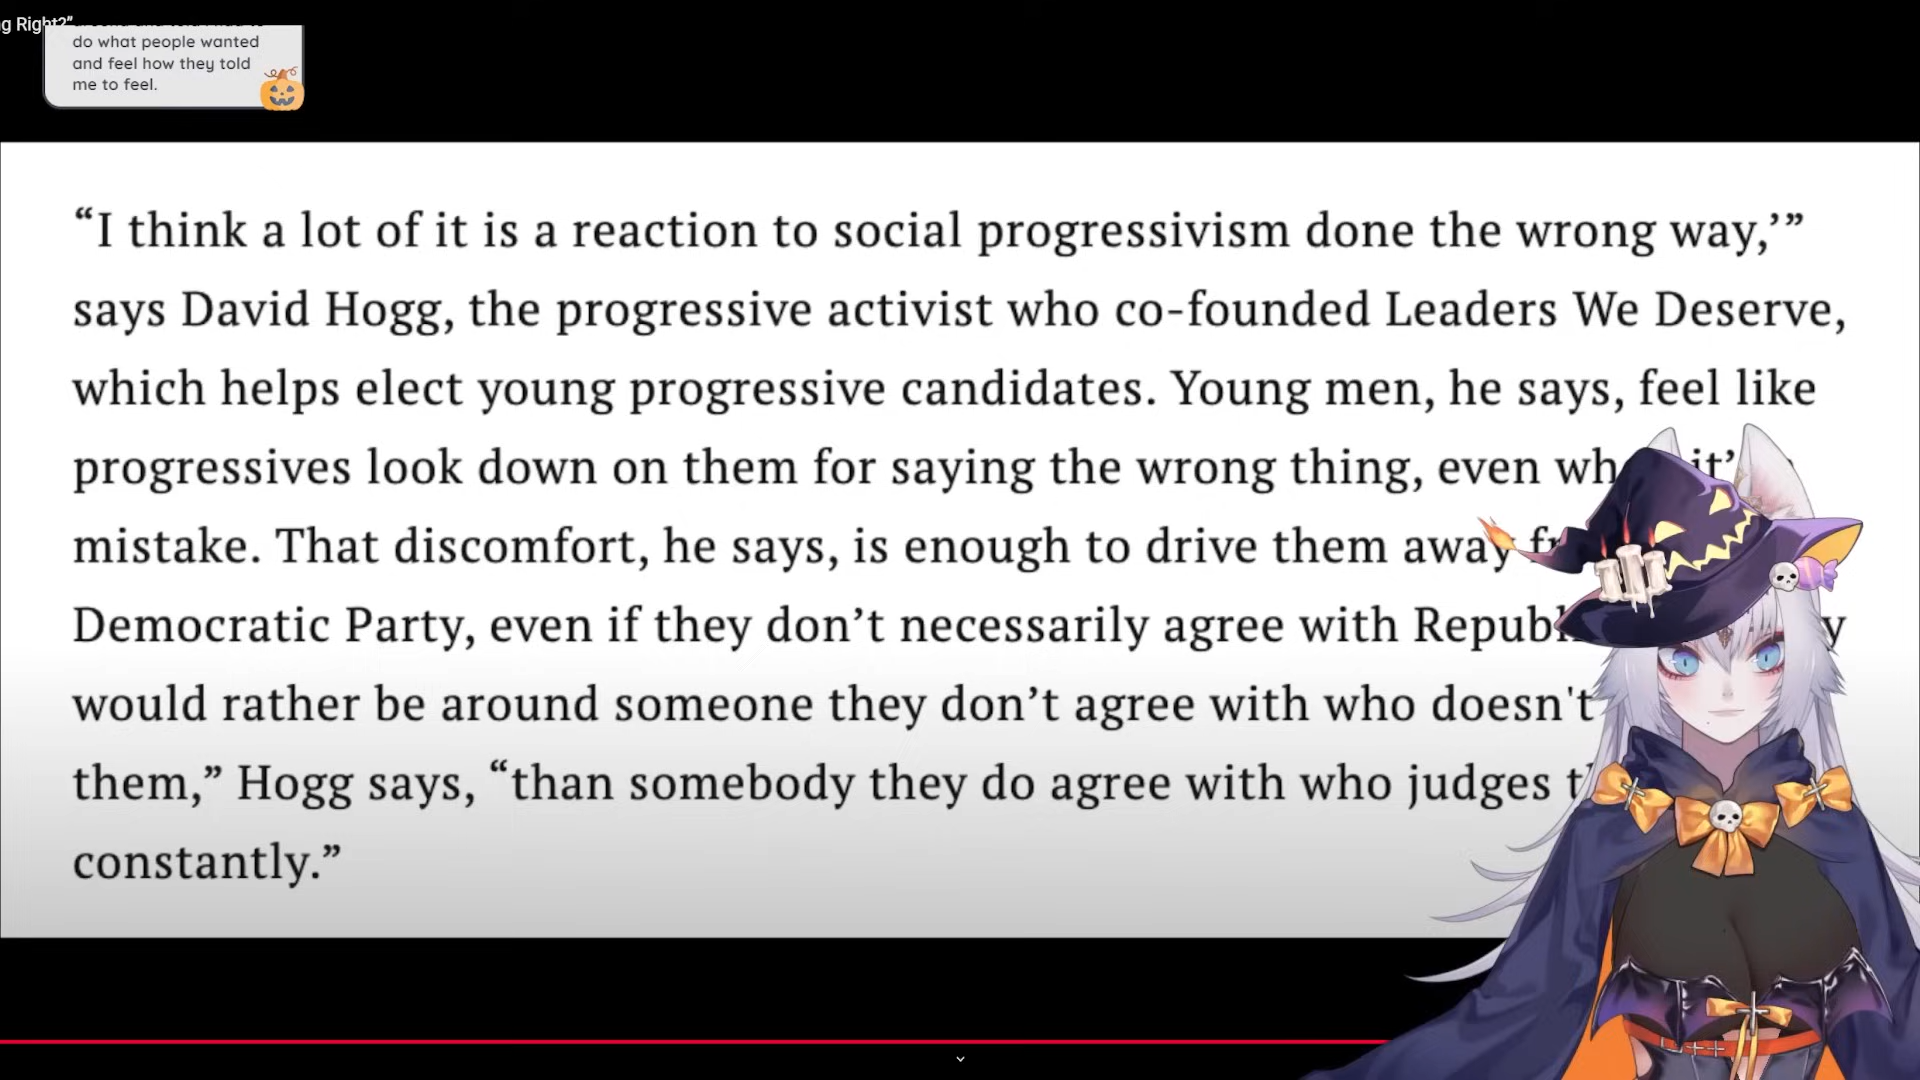 g Right?"
do what people wanted
and feel how they told
me to feel.
“I think a lot of it is a reaction to social progressivism done the wrong way,’”
says David Hogg, the progressive activist who co-founded Leaders We Deserve,
which helps elect young progressive candidates. Young men, he says, feel like
progressives look down on them for saying the wrong thing, even it’
mistake. That discomfort, he says, is enough to drive them away
Democratic Party, even if they don’t necessarily agree with
would rather be around someone they don’t agree with who doesn't
them,” Hogg says, “than somebody they do agree with who judges
constantly.”